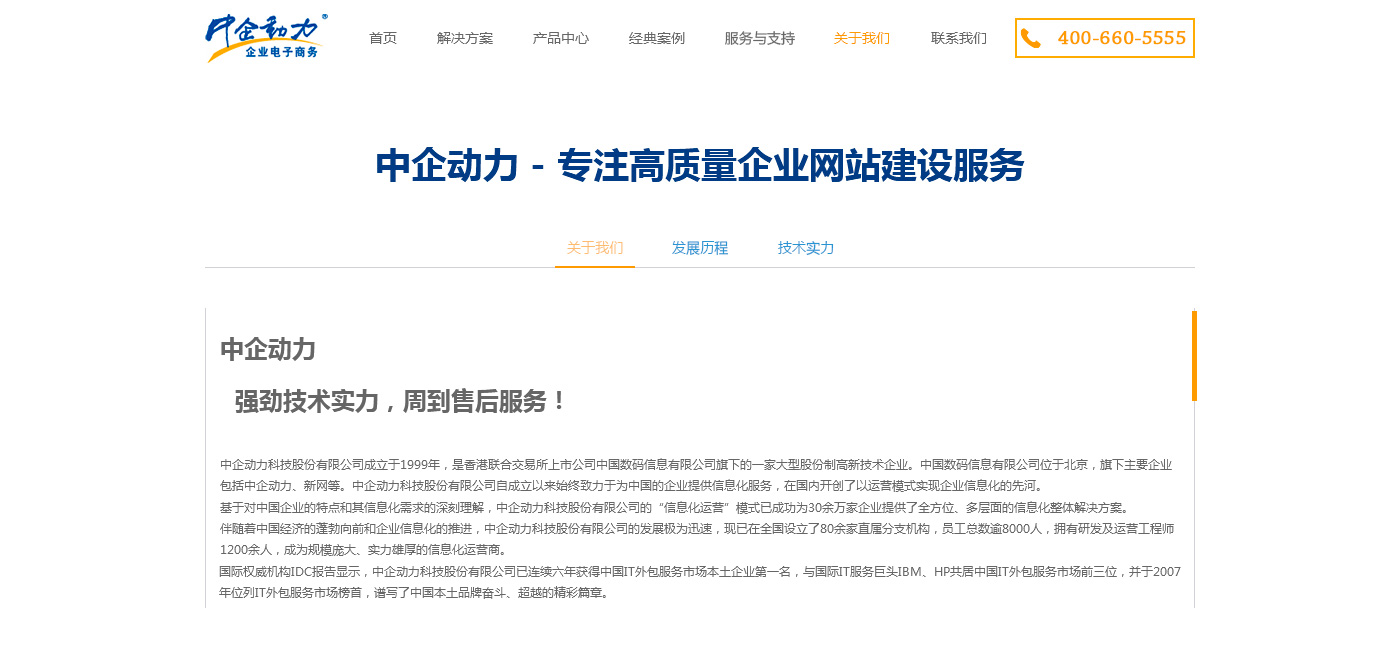 中企动力®
企业电子商务
首页 解决方案 产品中心 经典案例 服务与支持 关于我们 联系我们 400-660-5555
中企动力 - 专注高质量企业网站建设服务
关于我们 发展历程 技术实力
中企动力
强劲技术实力，周到售后服务！
中企动力科技股份有限公司成立于1999年，是香港联合交易所上市公司中国数码信息有限公司旗下的一家大型股份制高新技术企业。中国数码信息有限公司位于北京，旗下主要企业
包括中企动力、新网等。中企动力科技股份有限公司自成立以来始终致力于为中国的企业提供信息化服务，在国内开创了以运营模式实现企业信息化的先河。
基于对中国企业的特点和其信息化需求的深刻理解，中企动力科技股份有限公司的“信息化运营”模式已成功为30余万家企业提供了全方位、多层面的信息化整体解决方案。
伴随着中国经济的蓬勃向前和企业信息化的推进，中企动力科技股份有限公司的发展极为迅速，现已在全国设立了80余家直属分支机构，员工总数逾8000人，拥有研发及运营工程师
1200余人，成为规模庞大、实力雄厚的信息化运营商。
国际权威机构IDC报告显示，中企动力科技股份有限公司已连续六年获得中国IT外包服务市场本土企业第一名，与国际IT服务巨头IBM、HP共居中国IT外包服务市场前三位，并于2007
年位列IT外包服务市场榜首，谱写了中国本土品牌奋斗、超越的精彩篇章。